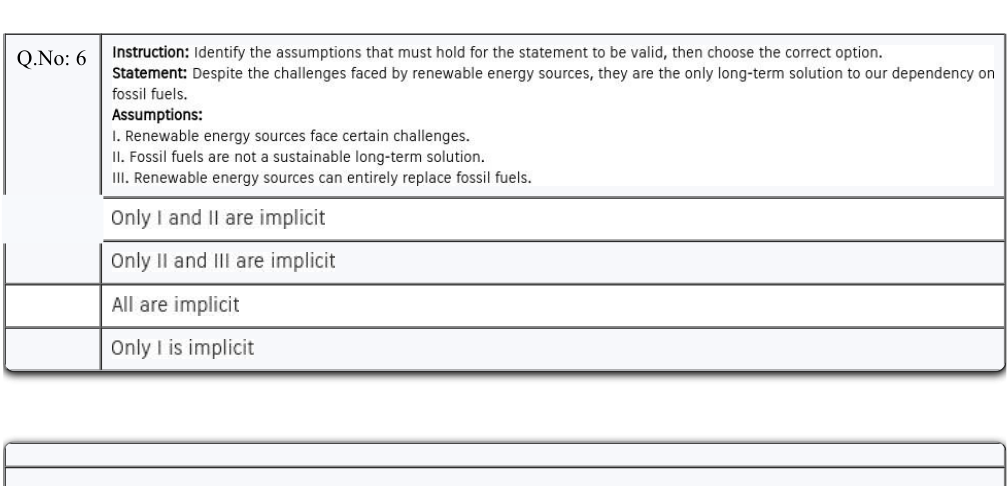 Q.No: 6
Instruction: Identify the assumptions that must hold for the statement to be valid, then choose the correct option.
Statement: Despite the challenges faced by renewable energy sources, they are the only long-term solution to our dependency on
fossil fuels.
Assumptions:
I. Renewable energy sources face certain challenges.
II. Fossil fuels are not a sustainable long-term solution.
III. Renewable energy sources can entirely replace fossil fuels.
Only I and II are implicit
Only II and III are implicit
All are implicit
Only I is implicit